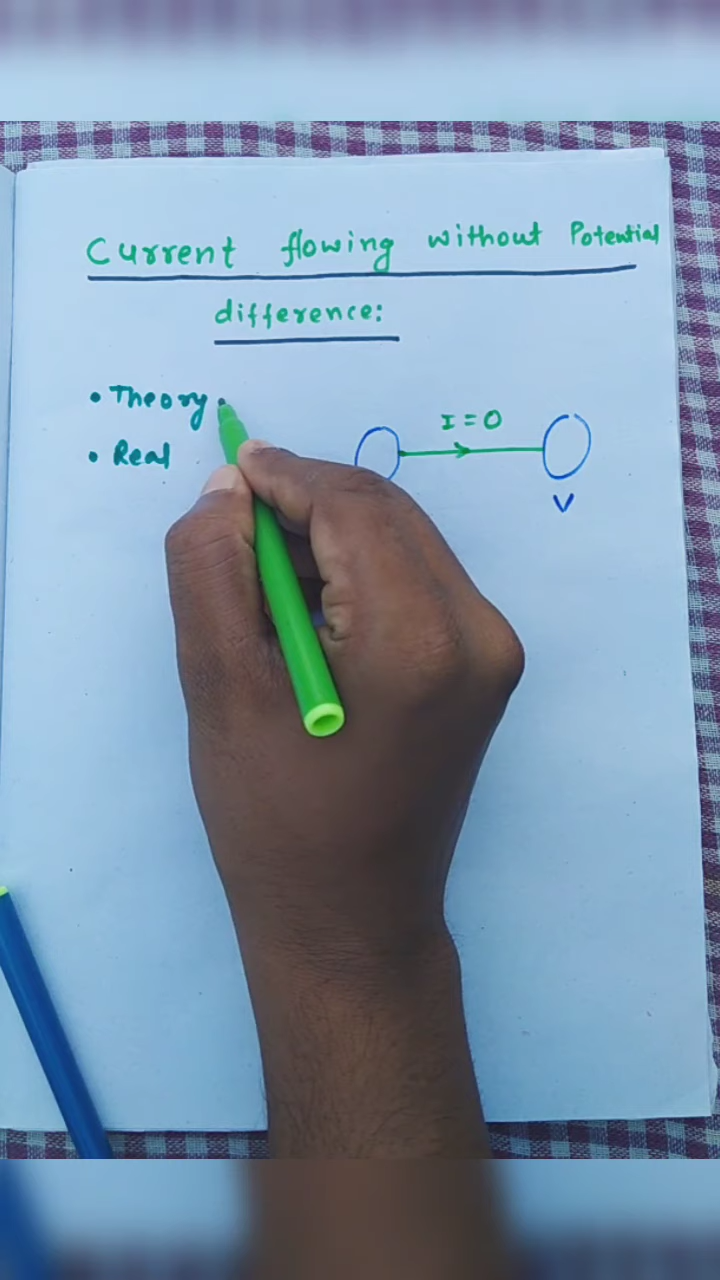 Current flowing without Potential
difference:
• Theory
• Real
I = 0
V